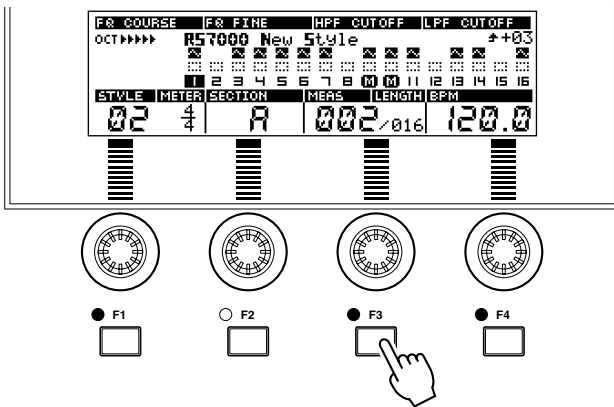 FQ COURSE FQ FINE HPF CUTOFF LPF CUTOFF
OCT RS7000 New Style +03
1 2 3 4 5 6 7 8 M M 11 12 13 14 15 16
STYLE METER SECTION MEAS LENGTH BPM
02 4/4 A 002/016 120.0
F1 F2 F3 F4